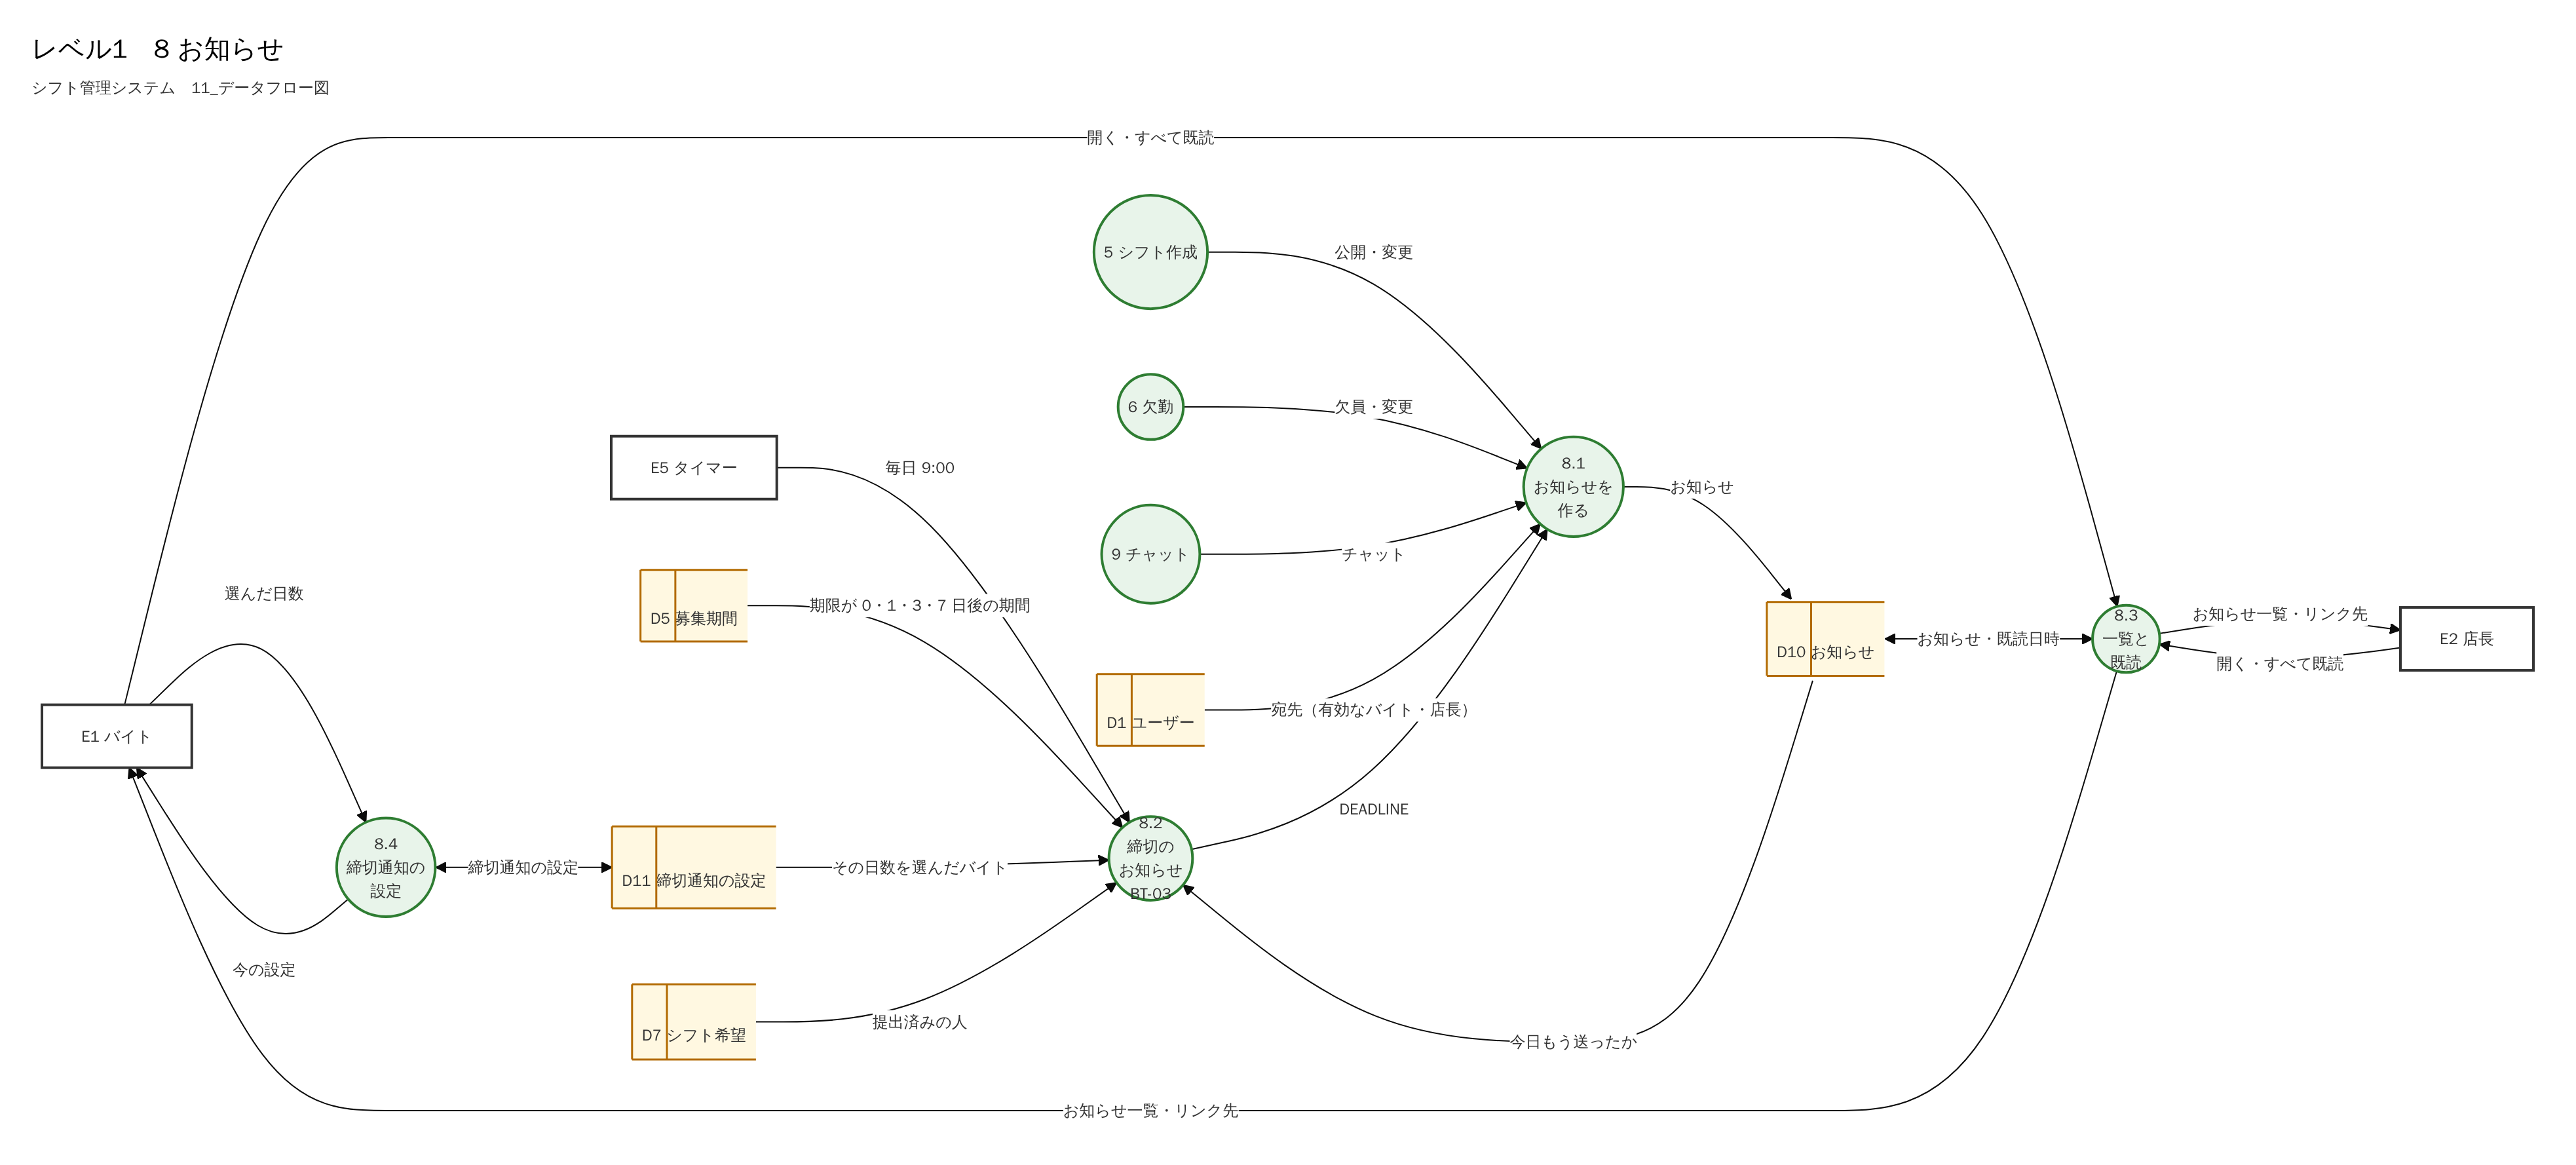 レベル1　8 お知らせ
シフト管理システム　11_データフロー図
開く・すべて既読
5 シフト作成
公開・変更
6 欠勤
欠員・変更
E5 タイマー
毎日 9:00
8.1
お知らせを
作る
お知らせ
9 チャット
チャット
選んだ日数
D5 募集期間
期限が 0・1・3・7 日後の期間
D10 お知らせ
お知らせ・既読日時
8.3
一覧と
既読
お知らせ一覧・リンク先
開く・すべて既読
E2 店長
D1 ユーザー
宛先（有効なバイト・店長）
E1 バイト
DEADLINE
8.4
締切通知の
設定
締切通知の設定
D11 締切通知の設定
その日数を選んだバイト
8.2
締切の
お知らせ
BT-03
今の設定
D7 シフト希望
提出済みの人
今日もう送ったか
お知らせ一覧・リンク先